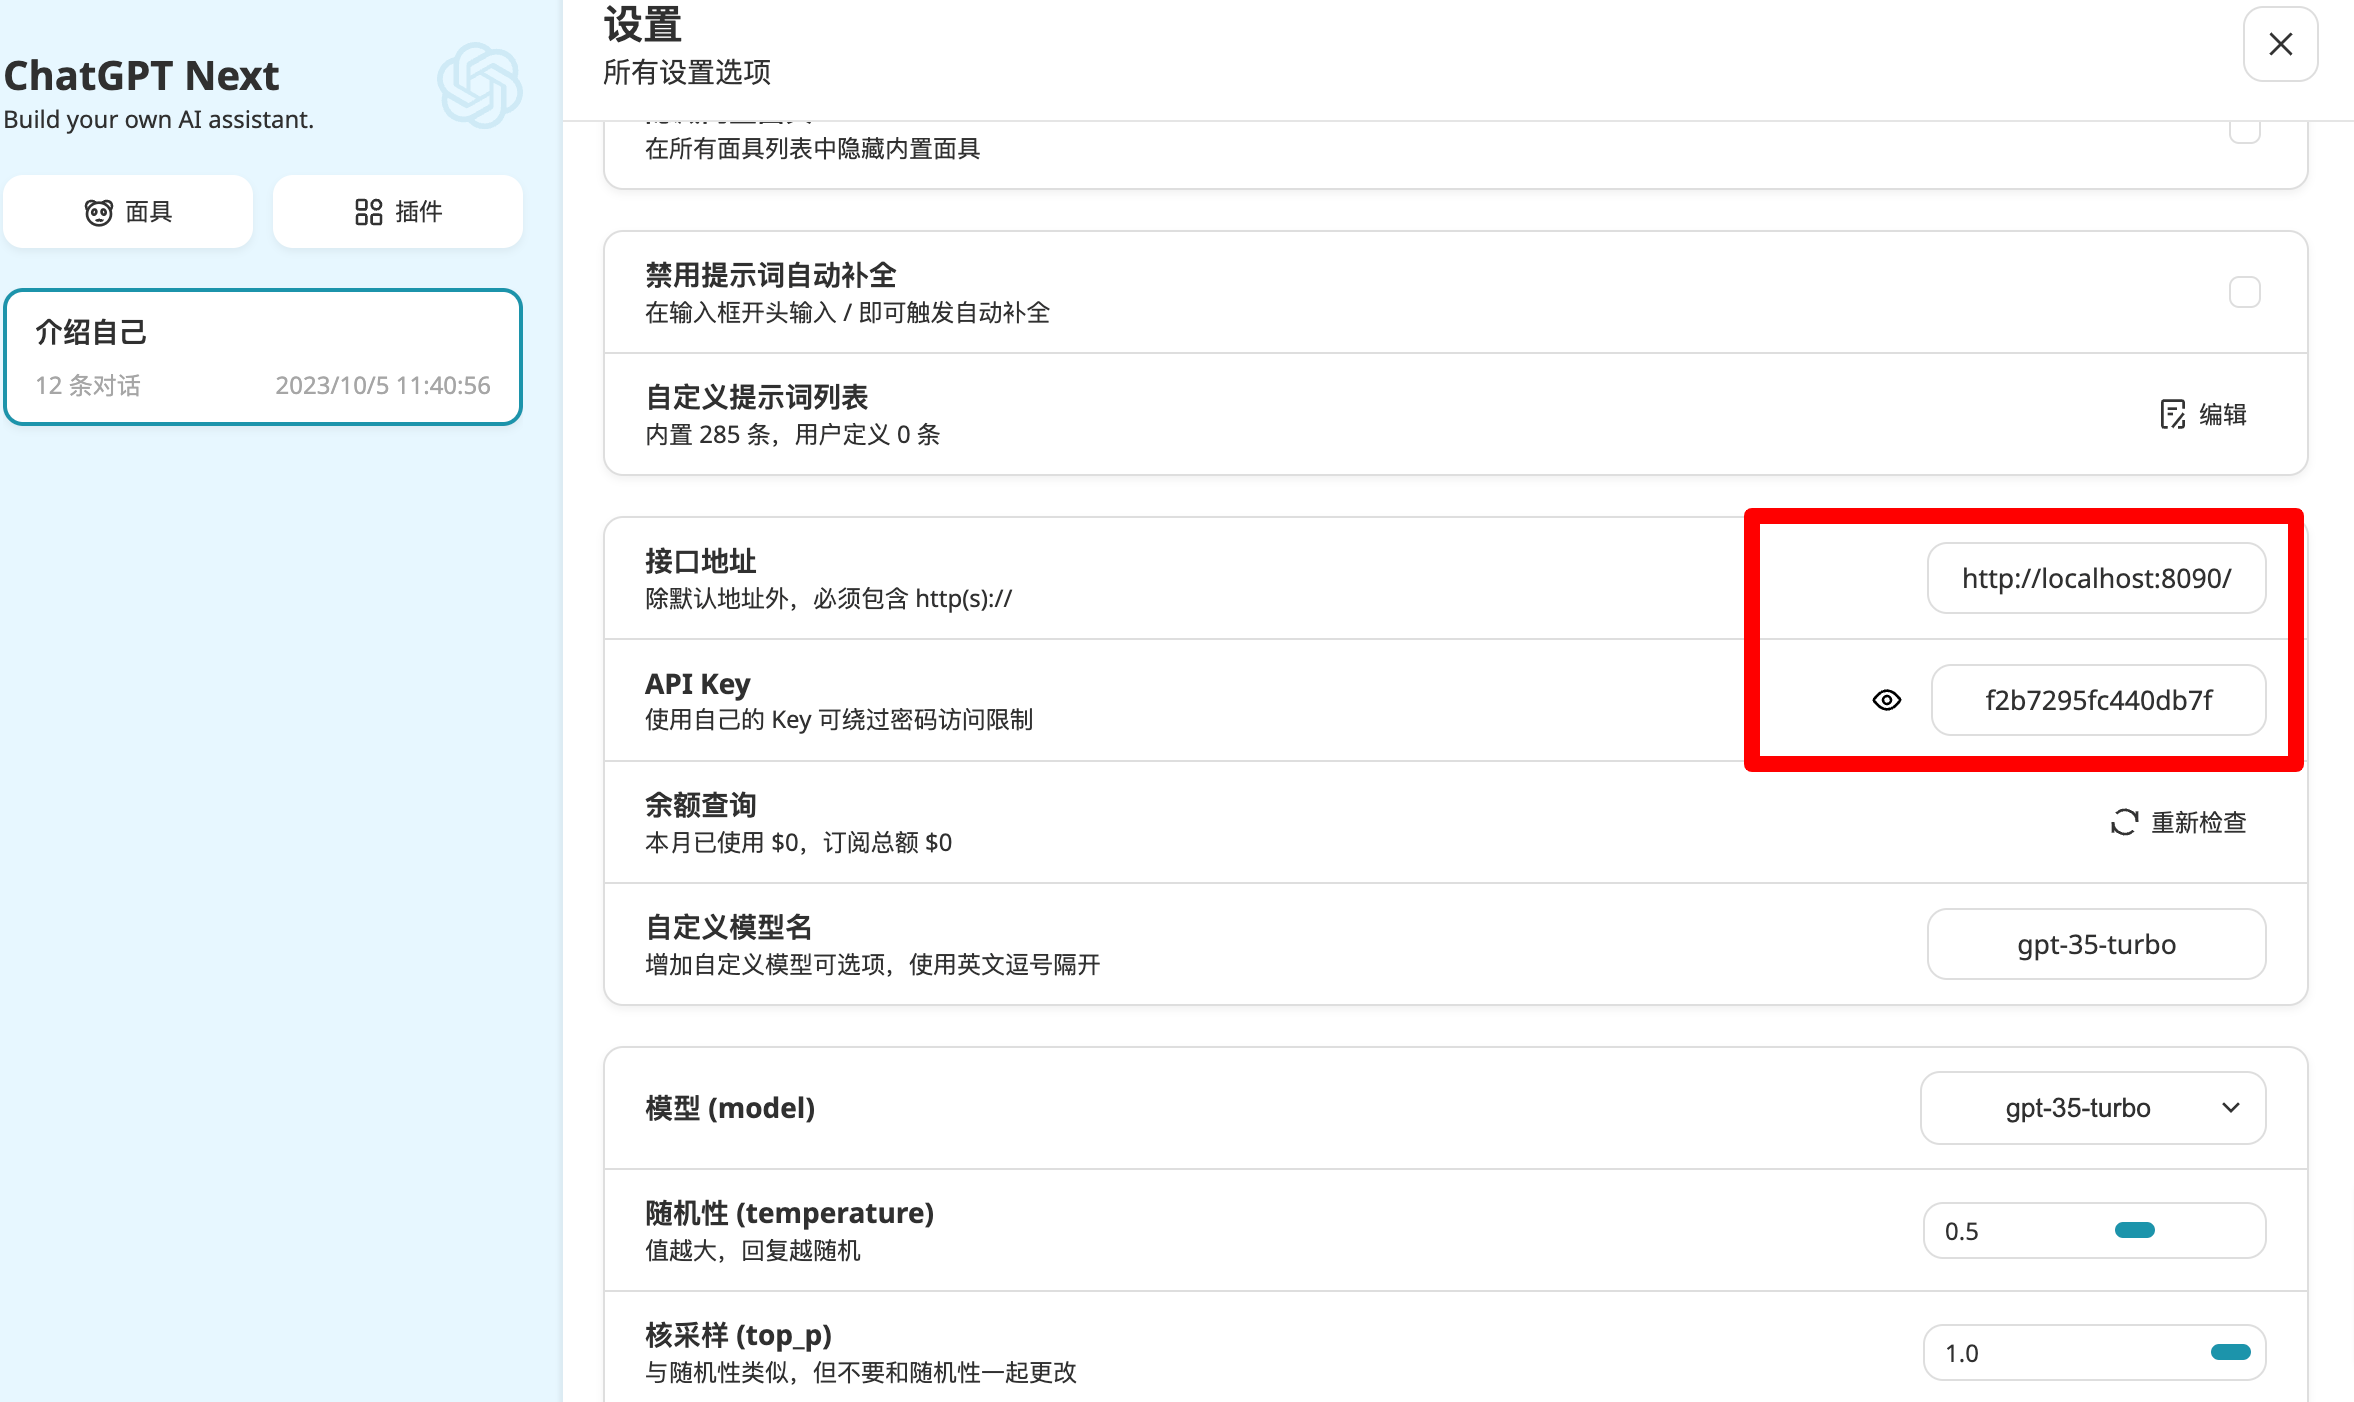 ChatGPT Next
Build your own AI assistant.
面具
插件
介绍自己
12 条对话
2023/10/5 11:40:56
设置
所有设置选项
在所有面具列表中隐藏内置面具
禁用提示词自动补全
在输入框开头输入 / 即可触发自动补全
自定义提示词列表
内置 285 条，用户定义 0 条
编辑
接口地址
除默认地址外，必须包含 http(s)://
http://localhost:8090/
API Key
使用自己的 Key 可绕过密码访问限制
f2b7295fc440db7f
余额查询
本月已使用 $0，订阅总额 $0
重新检查
自定义模型名
增加自定义模型可选项，使用英文逗号隔开
gpt-35-turbo
模型 (model)
gpt-35-turbo
随机性 (temperature)
值越大，回复越随机
0.5
核采样 (top_p)
与随机性类似，但不要和随机性一起更改
1.0